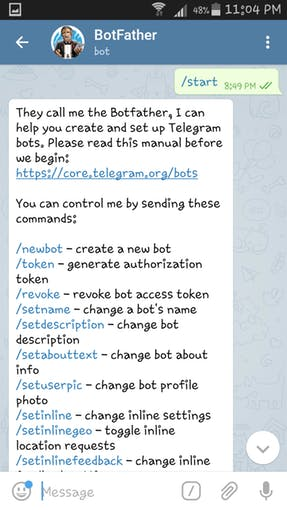 48% 11:04 PM
BotFather
bot
/start 8:49 PM
They call me the Botfather, I can
help you create and set up Telegram
bots. Please read this manual before
we begin:
https://core.telegram.org/bots
You can control me by sending these
commands:
/newbot - create a new bot
/token - generate authorization
token
/revoke - revoke bot access token
/setname - change a bot's name
/setdescription - change bot
description
/setabouttext - change bot about
info
/setuserpic - change bot profile
photo
/setinline - change inline settings
/setinlinegeo - toggle inline
location requests
/setinlinefeedback - change inline
Message